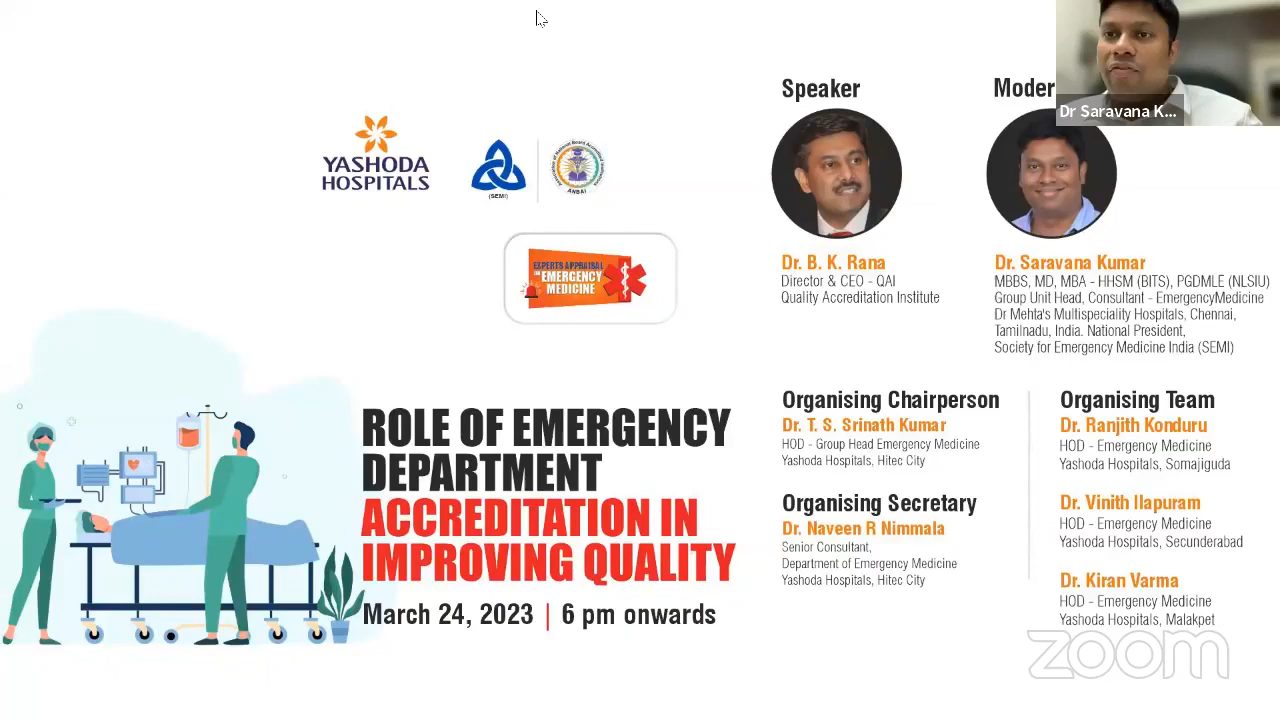 YASHODA
HOSPITALS
(SEMI)
ANBAI
EXPERTS APPRAISAL
IN EMERGENCY
MEDICINE
ROLE OF EMERGENCY
DEPARTMENT
ACCREDITATION IN
IMPROVING QUALITY
March 24, 2023 | 6 pm onwards
Speaker
Dr. B. K. Rana
Director & CEO - QAI
Quality Accreditation Institute
Moder
Dr Saravana K...
Dr. Saravana Kumar
MBBS, MD, MBA - HHSM (BITS), PGDMLE (NLSIU)
Group Unit Head, Consultant - EmergencyMedicine
Dr Mehta's Multispeciality Hospitals, Chennai,
Tamilnadu, India. National President,
Society for Emergency Medicine India (SEMI)
Organising Chairperson
Dr. T. S. Srinath Kumar
HOD - Group Head Emergency Medicine
Yashoda Hospitals, Hitec City
Organising Secretary
Dr. Naveen R Nimmala
Senior Consultant,
Department of Emergency Medicine
Yashoda Hospitals, Hitec City
Organising Team
Dr. Ranjith Konduru
HOD - Emergency Medicine
Yashoda Hospitals, Somajiguda
Dr. Vinith Ilapuram
HOD - Emergency Medicine
Yashoda Hospitals, Secunderabad
Dr. Kiran Varma
HOD - Emergency Medicine
Yashoda Hospitals, Malakpet
zoom